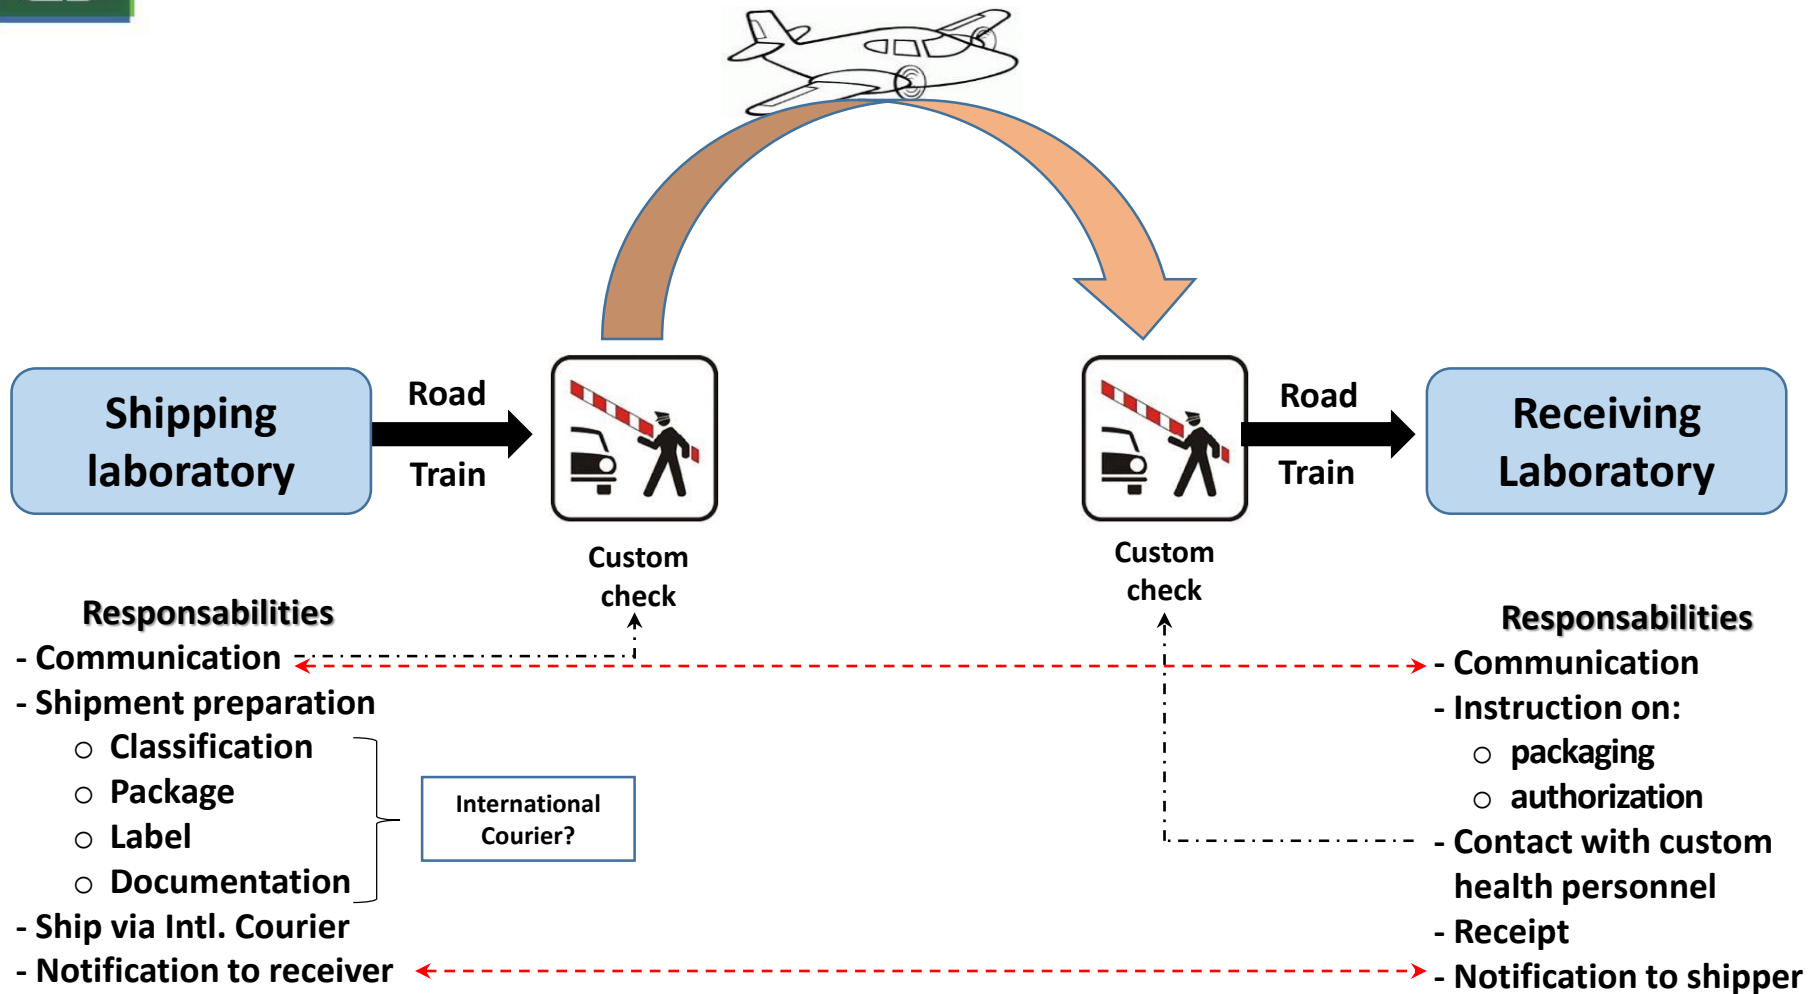 Shipping
laboratory
Road
Train
Custom
check
Custom
check
Road
Train
Receiving
Laboratory
Responsabilities
- Communication
- Shipment preparation
○ Classification
○ Package
○ Label
○ Documentation
- Ship via Intl. Courier
- Notification to receiver
International
Courier?
Responsabilities
- Communication
- Instruction on:
○ packaging
○ authorization
- Contact with custom
health personnel
- Receipt
- Notification to shipper